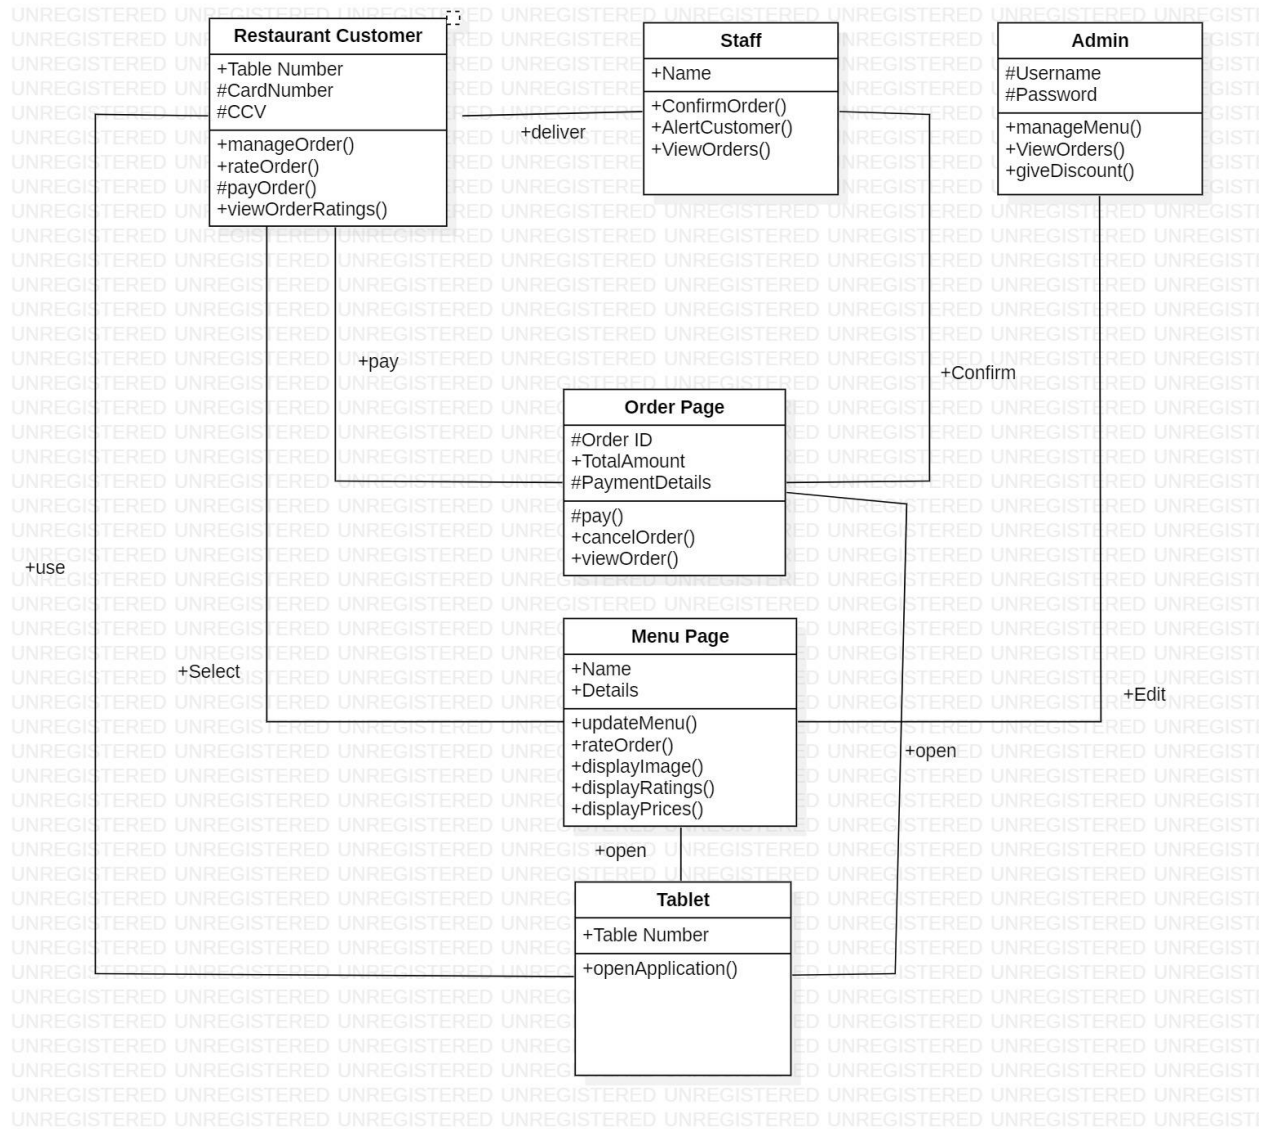 Restaurant Customer
+Table Number
#CardNumber
#CCV
+manageOrder()
+rateOrder()
#payOrder()
+viewOrderRatings()
+deliver
Staff
+Name
+ConfirmOrder()
+AlertCustomer()
+ViewOrders()
Admin
#Username
#Password
+manageMenu()
+ViewOrders()
+giveDiscount()
+pay
+Confirm
Order Page
#Order ID
+TotalAmount
#PaymentDetails
#pay()
+cancelOrder()
+viewOrder()
+use
+Select
Menu Page
+Name
+Details
+updateMenu()
+rateOrder()
+displayImage()
+displayRatings()
+displayPrices()
+Edit
+open
+open
Tablet
+Table Number
+openApplication()
UNREGISTERED